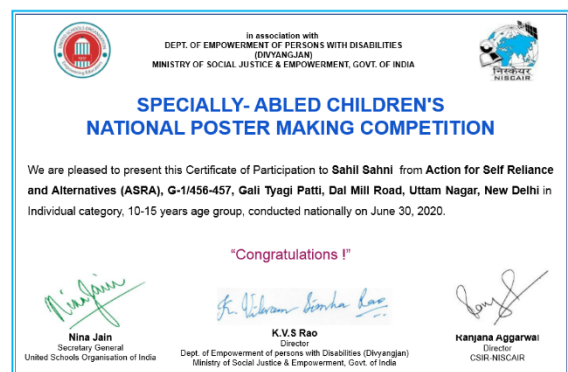 in association with
DEPT. OF EMPOWERMENT OF PERSONS WITH DISABILITIES
(DIVYANGJAN)
MINISTRY OF SOCIAL JUSTICE & EMPOWERMENT, GOVT. OF INDIA
निस्केयर
NISCAIR
SPECIALLY- ABLED CHILDREN'S
NATIONAL POSTER MAKING COMPETITION
We are pleased to present this Certificate of Participation to Sahil Sahni from Action for Self Reliance
and Alternatives (ASRA), G-1/456-457, Gali Tyagi Patti, Dal Mill Road, Uttam Nagar, New Delhi in
Individual category, 10-15 years age group, conducted nationally on June 30, 2020.
"Congratulations !"
Nina Jain
K. Vikram Simha Rao
Nina Jain
Secretary General
United Schools Organisation of India
K.V.S Rao
Director
Dept. of Empowerment of persons with Disabilities (Divyangjan)
Ministry of Social Justice & Empowerment, Govt. of India
Ranjana Aggarwal
Director
CSIR-NISCAIR